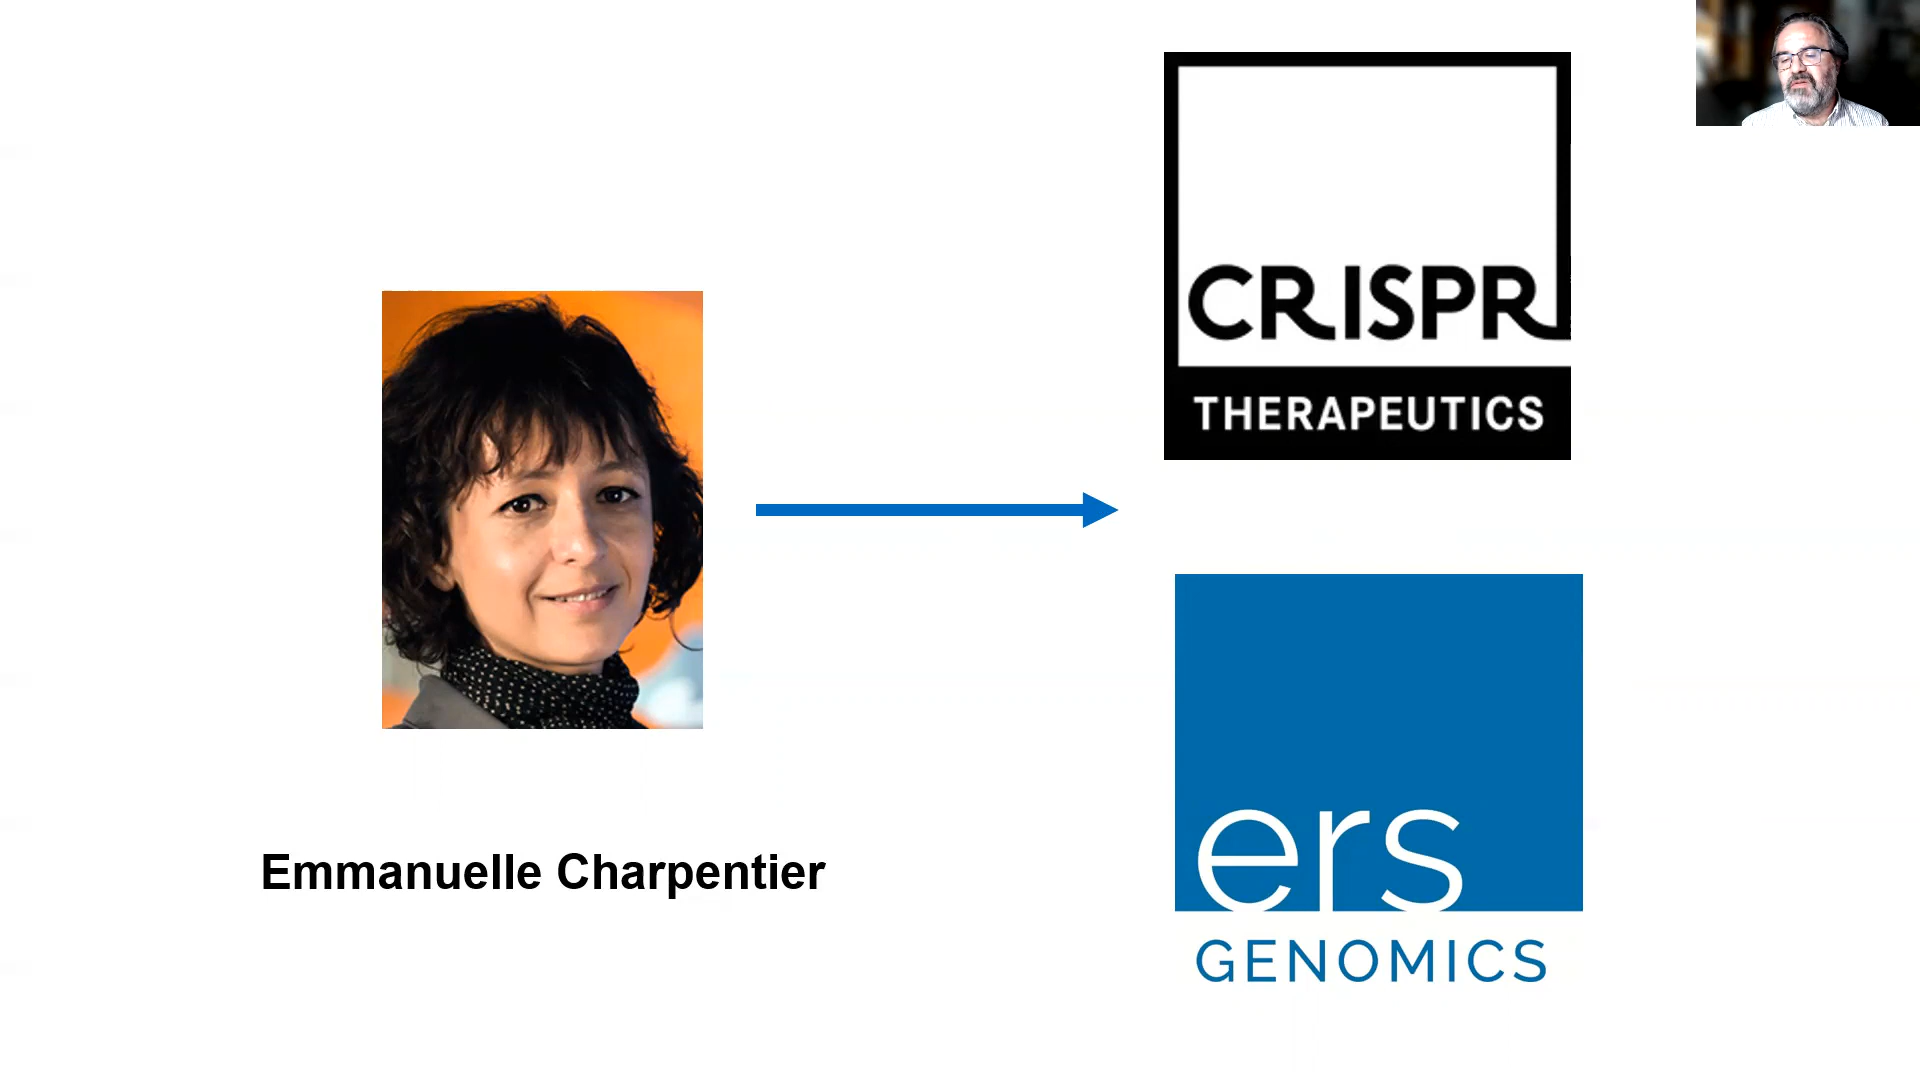 CRISPR
THERAPEUTICS
Emmanuelle Charpentier
ers
GENOMICS